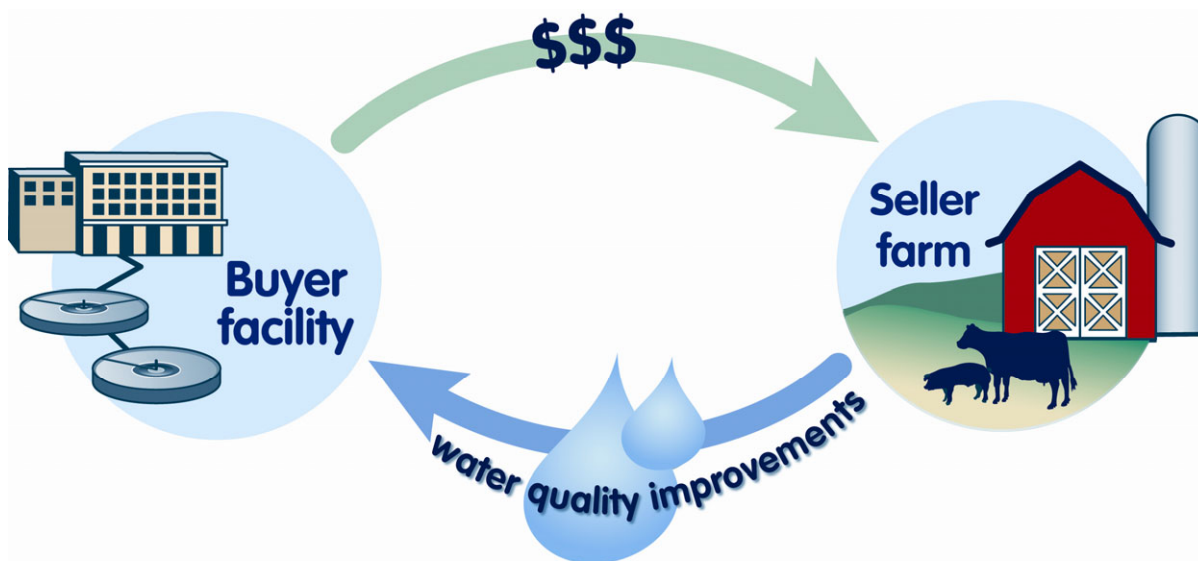 $$$
Buyer
facility
Seller
farm
water quality improvements